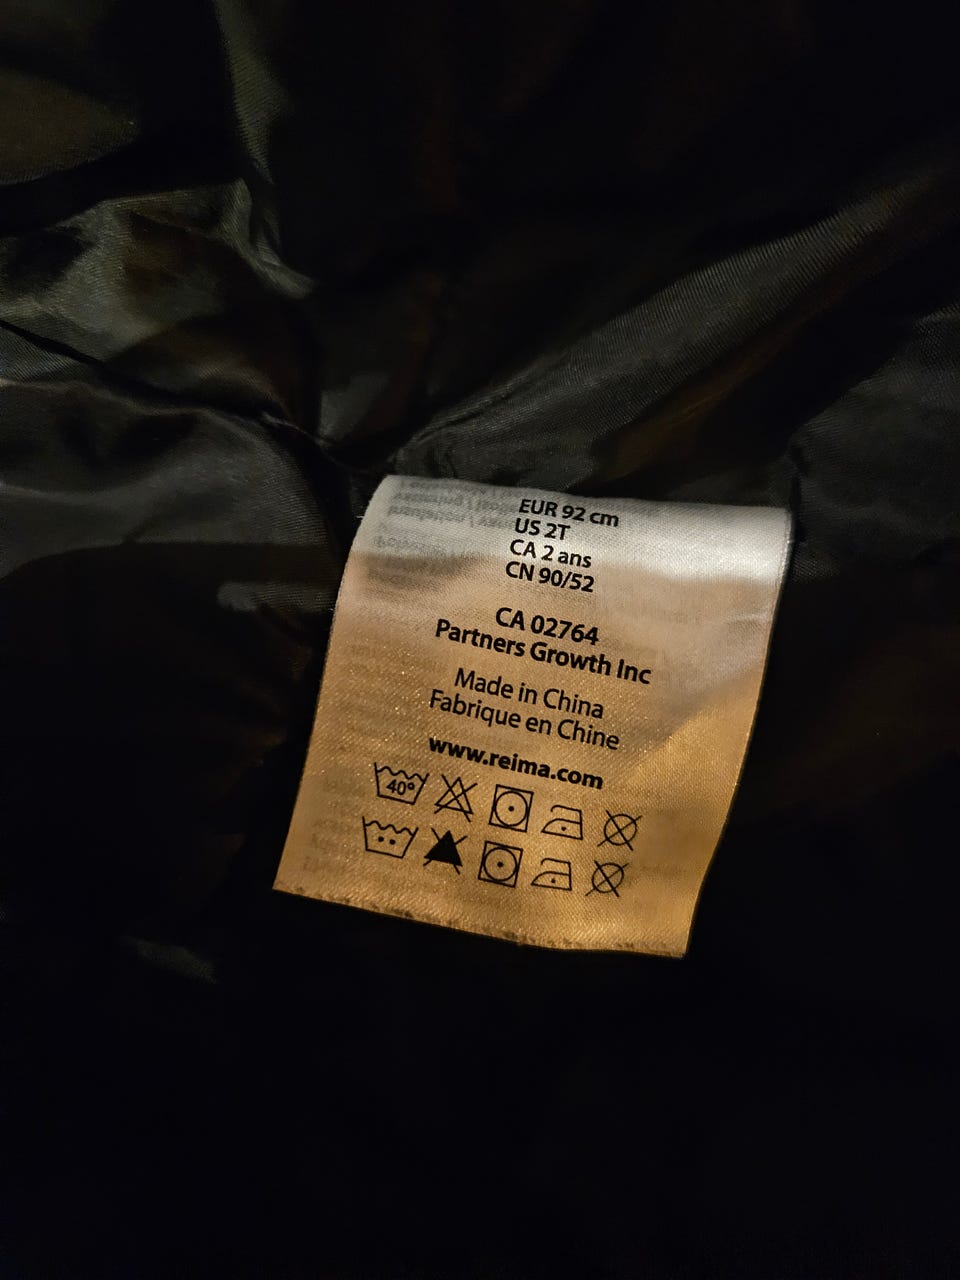 EUR 92 cm
US 2T
CA 2 ans
CN 90/52
CA 02764
Partners Growth Inc
Made in China
Fabrique en Chine
www.reima.com
40°